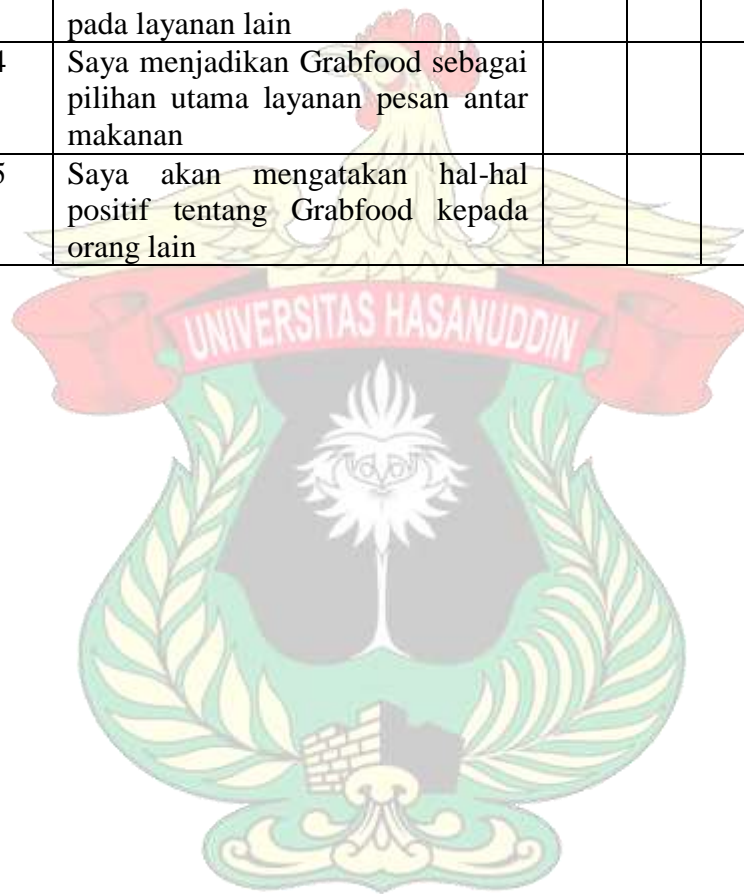 pada layanan lain
4 Saya menjadikan Grabfood sebagai
pilihan utama layanan pesan antar
makanan
5 Saya akan mengatakan hal-hal
positif tentang Grabfood kepada
orang lain
UNIVERSITAS HASANUDDIN